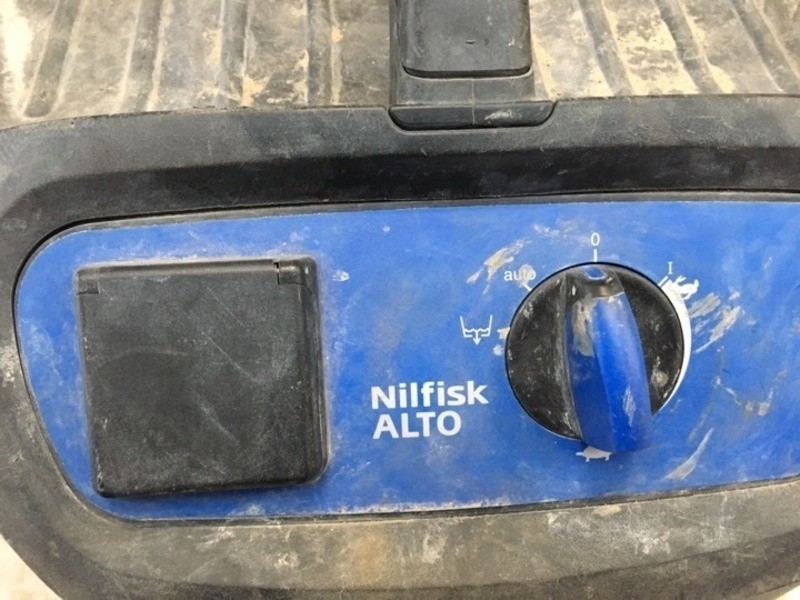 0
auto
I
Nilfisk
ALTO